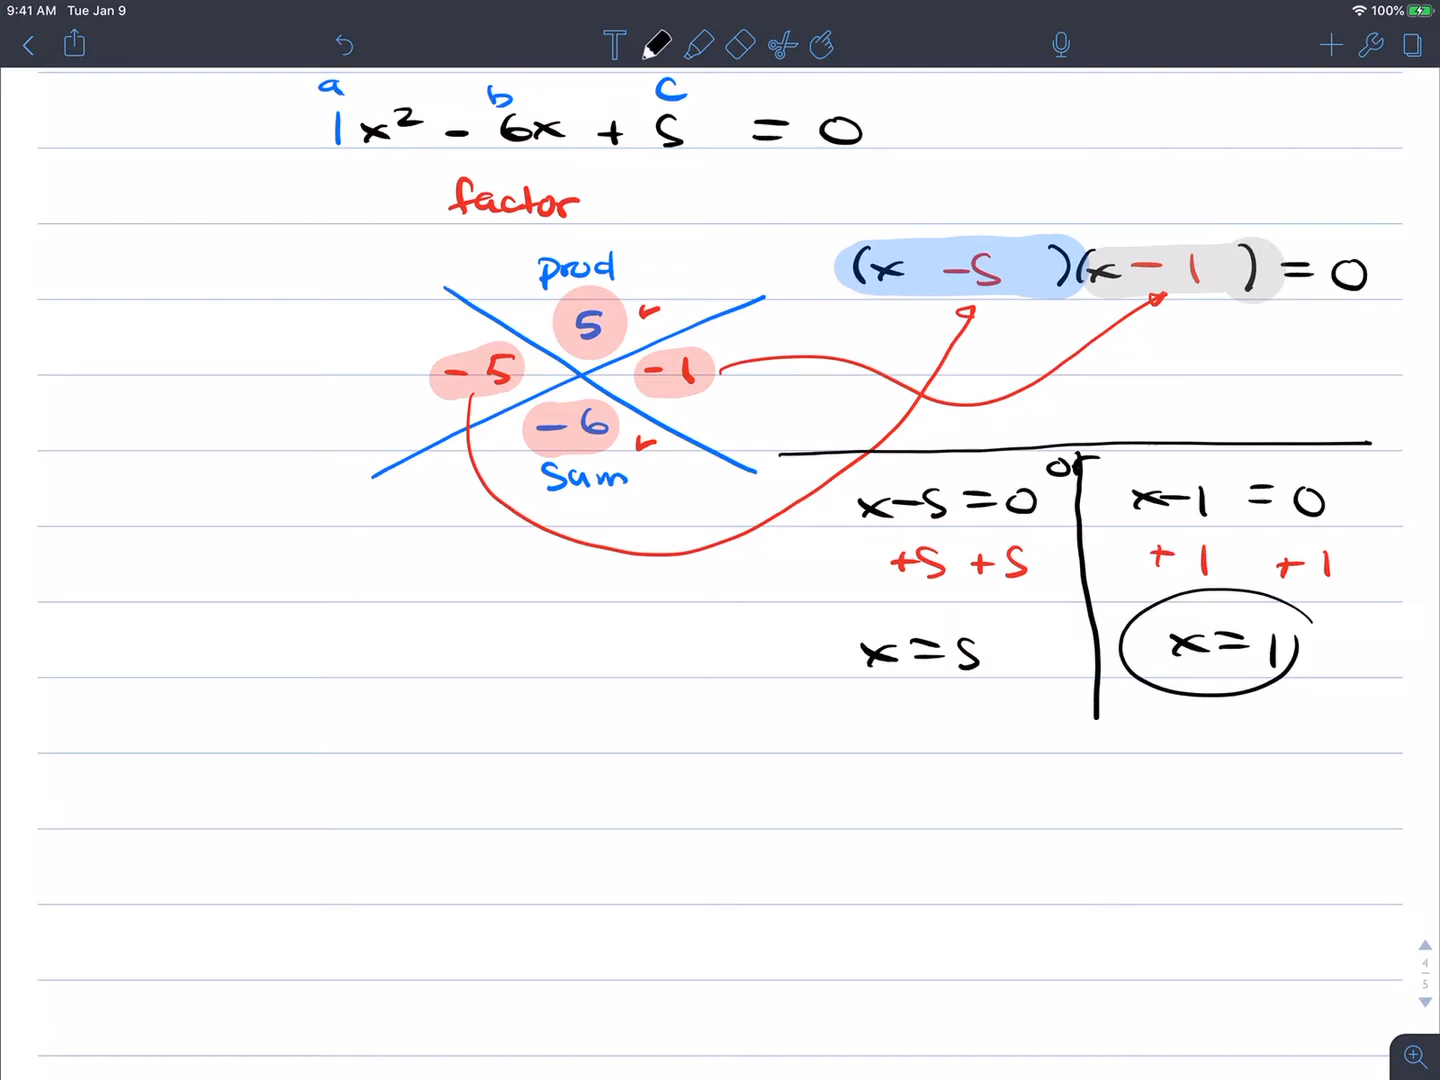 9:41 AM Tue Jan 9
100%
a b c
1x² - 6x + 5 = 0
factor
prod
(x -5 )(x - 1 ) = 0
5
-5 -1
-6
sum
or
x-5=0 x-1 = 0
+5 +5 +1 +1
x=5 x=1
4
5